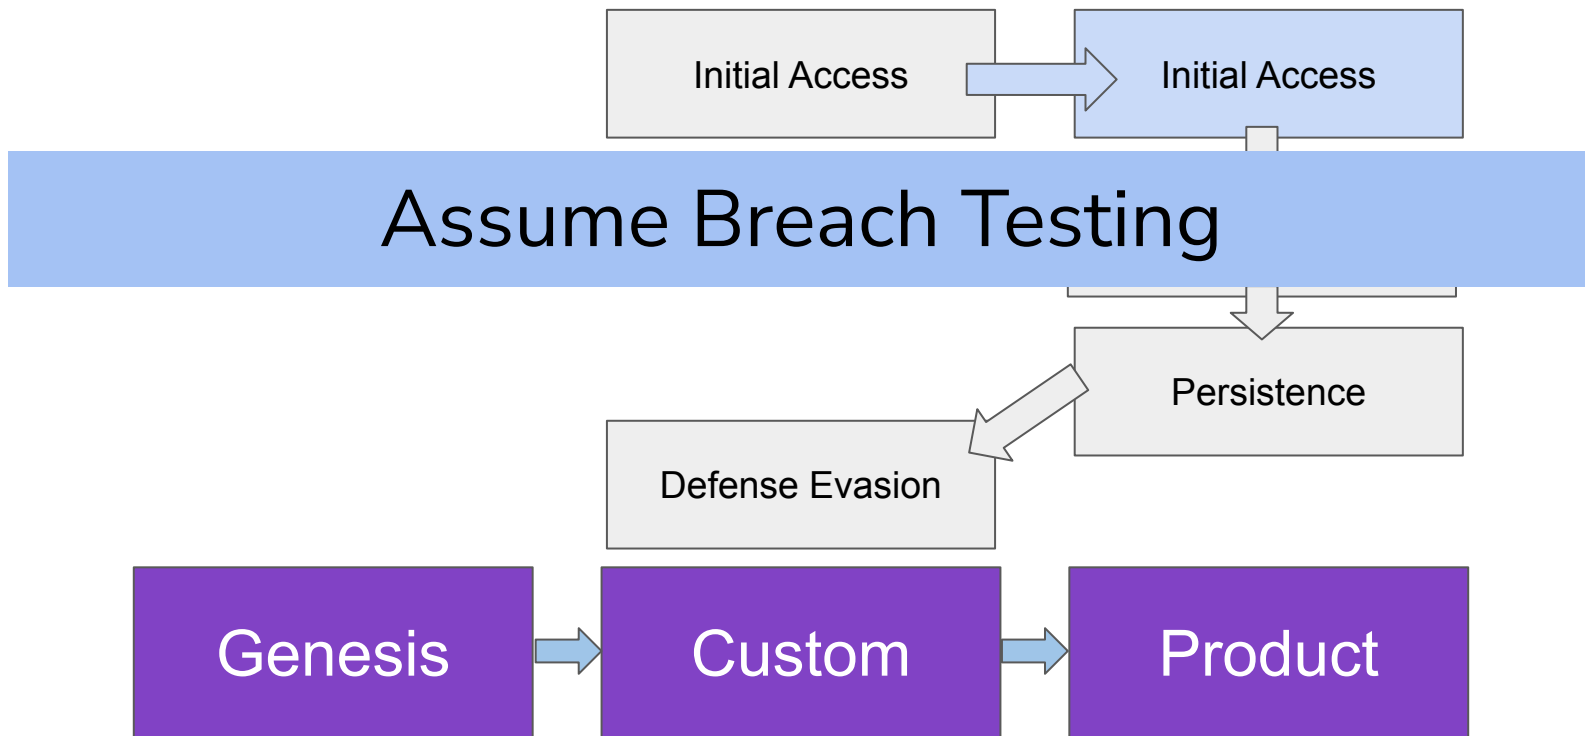 Initial Access
Initial Access
Assume Breach Testing
Persistence
Defense Evasion
Genesis
Custom
Product